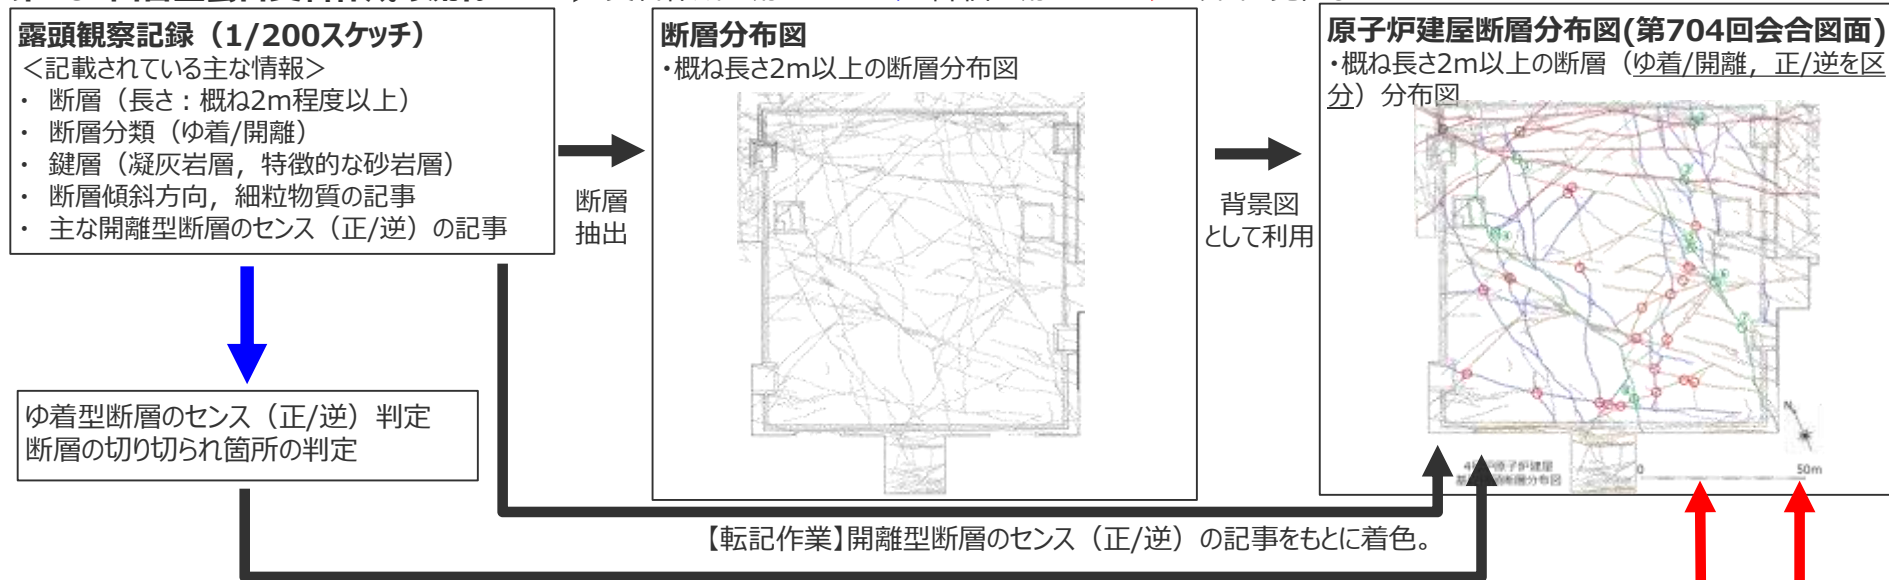 露頭観察記録（1/200スケッチ）
＜記載されている主な情報＞
・ 断層（長さ：概ね2m程度以上）
・ 断層分類（ゆ着/開離）
・ 鍵層（凝灰岩層，特徴的な砂岩層）
・ 断層傾斜方向，細粒物質の記事
・ 主な開離型断層のセンス（正/逆）の記事
断層
抽出
断層分布図
・概ね長さ2m以上の断層分布図
背景図
として利用
原子炉建屋断層分布図(第704回会合図面)
・概ね長さ2m以上の断層（ゆ着/開離，正/逆を区
分）分布図
N
0 50m
ゆ着型断層のセンス（正/逆）判定
断層の切り切られ箇所の判定
【転記作業】開離型断層のセンス（正/逆）の記事をもとに着色。